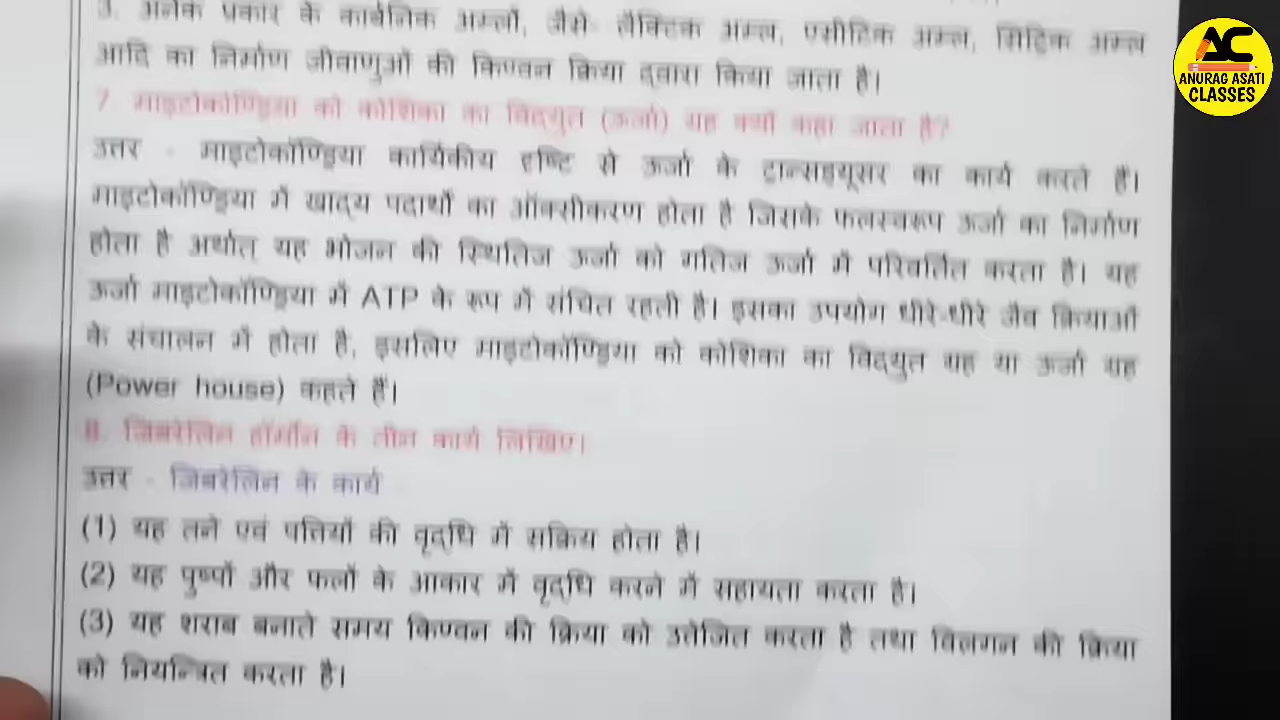 3. अनेक प्रकार के कार्बनिक अम्लों, जैसे- लैक्टिक अम्ल, एसीटिक अम्ल, सिट्रिक अम्ल
आदि का निर्माण जीवाणुओं की किण्वन क्रिया द्वारा किया जाता है।
7. माइटोकोण्ड्रिया को कोशिका का विद्युत (ऊर्जा) गृह क्यों कहा जाता है?
उत्तर - माइटोकॉण्ड्रिया कार्यिकीय दृष्टि से ऊर्जा के ट्रान्सड्यूसर का कार्य करते हैं।
माइटोकॉण्ड्रिया में खाद्य पदार्थों का ऑक्सीकरण होता है जिसके फलस्वरूप ऊर्जा का निर्माण
होता है अर्थात् यह भोजन की स्थितिज ऊर्जा को गतिज ऊर्जा में परिवर्तित करता है। यह
ऊर्जा माइटोकॉण्ड्रिया में ATP के रूप में संचित रहती है। इसका उपयोग धीरे-धीरे जैव क्रियाओं
के संचालन में होता है, इसलिए माइटोकॉण्ड्रिया को कोशिका का विद्युत गृह या ऊर्जा गृह
(Power house) कहते हैं।
8. जिबरेलिन हॉर्मोन के तीन कार्य लिखिए।
उत्तर - जिबरेलिन के कार्य
(1) यह तने एवं पत्तियों की वृद्धि में सक्रिय होता है।
(2) यह पुष्पों और फलों के आकार में वृद्धि करने में सहायता करता है।
(3) यह शराब बनाते समय किण्वन की क्रिया को उत्तेजित करता है तथा विलगन की क्रिया
को नियन्त्रित करता है।
AC
ANURAG ASATI
CLASSES